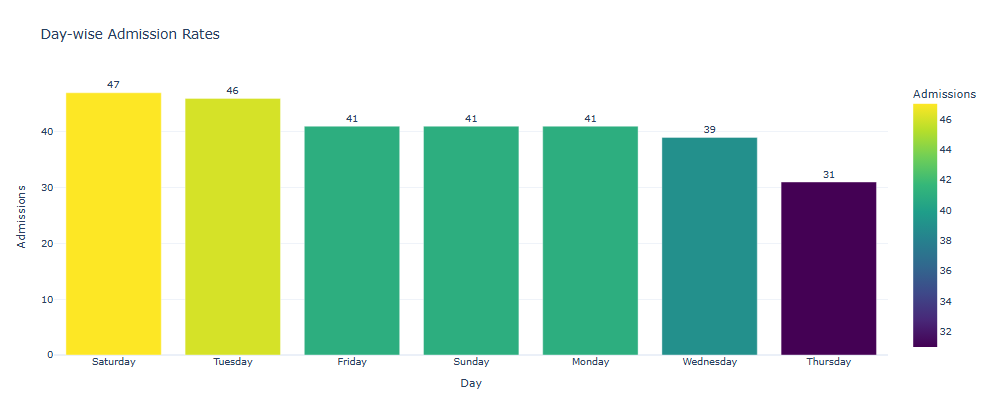 Day-wise Admission Rates
47
46
41
41
41
39
31
Admissions
40
30
20
10
0
Saturday
Tuesday
Friday
Sunday
Monday
Wednesday
Thursday
Day
Admissions
46
44
42
40
38
36
34
32